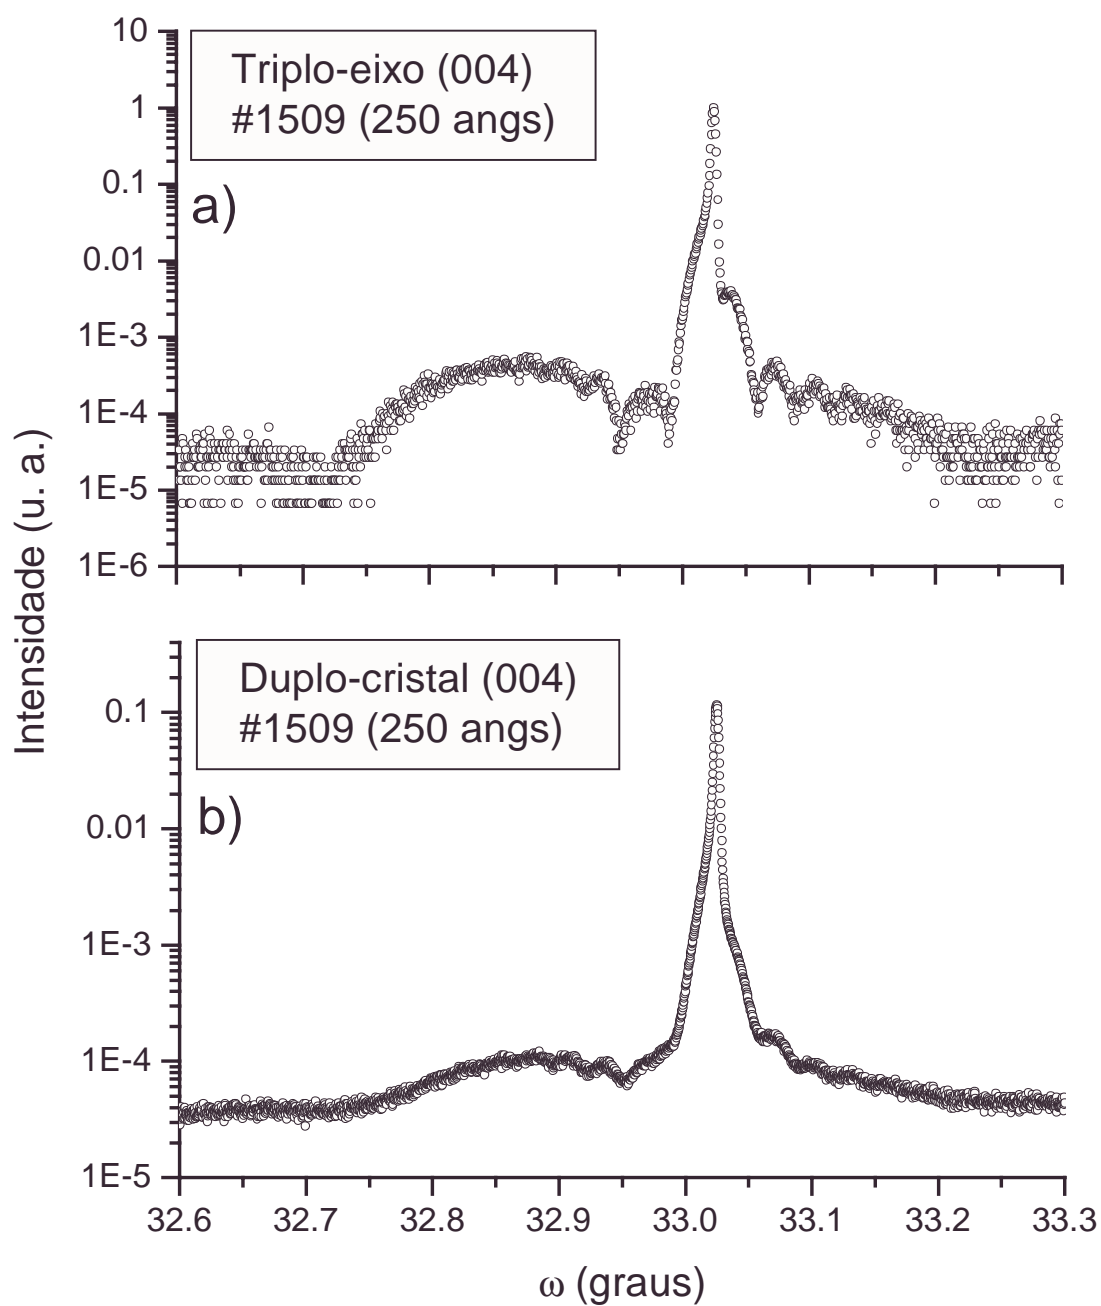 Triplo-eixo (004)
#1509 (250 angs)
a)
10
1
0.1
0.01
1E-3
1E-4
1E-5
1E-6
Intensidade (u. a.)
Duplo-cristal (004)
#1509 (250 angs)
b)
0.1
0.01
1E-3
1E-4
1E-5
32.6 32.7 32.8 32.9 33.0 33.1 33.2 33.3
ω (graus)